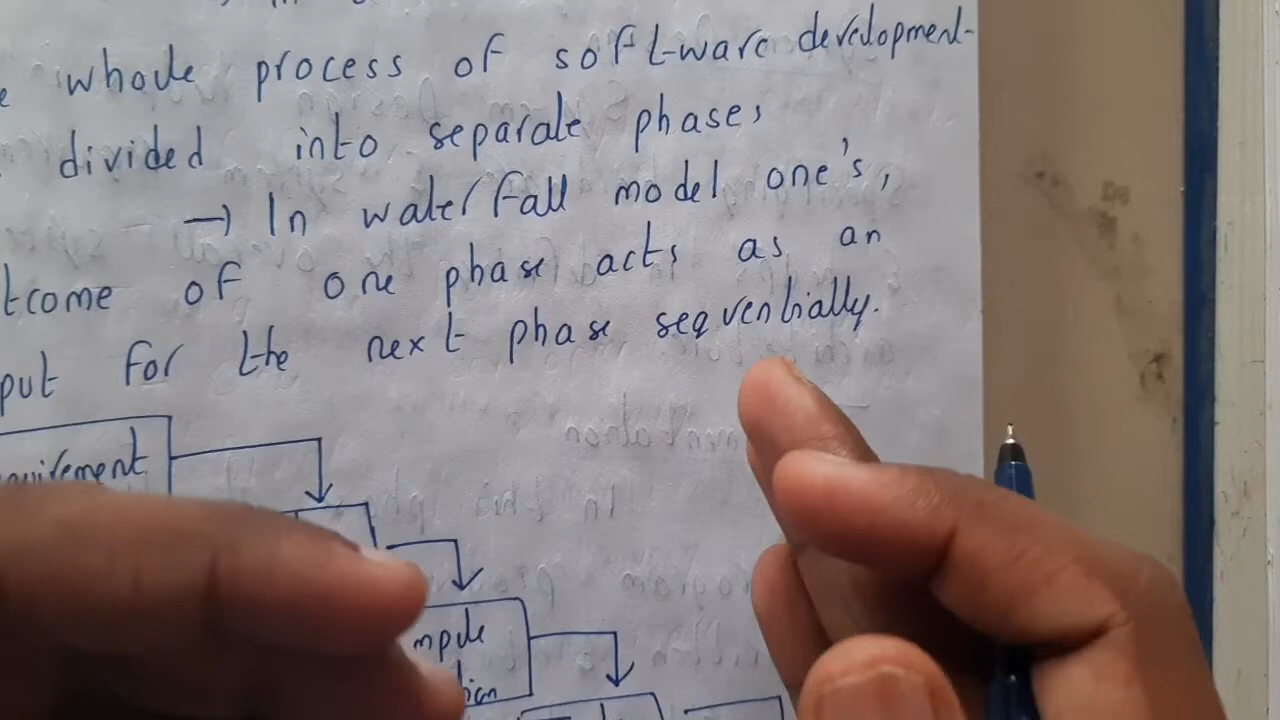 whole process of software development
divided into separate phases
→ In waterfall model one's,
tcome of one phase acts as an
put for the next phase sequentially.
quirement